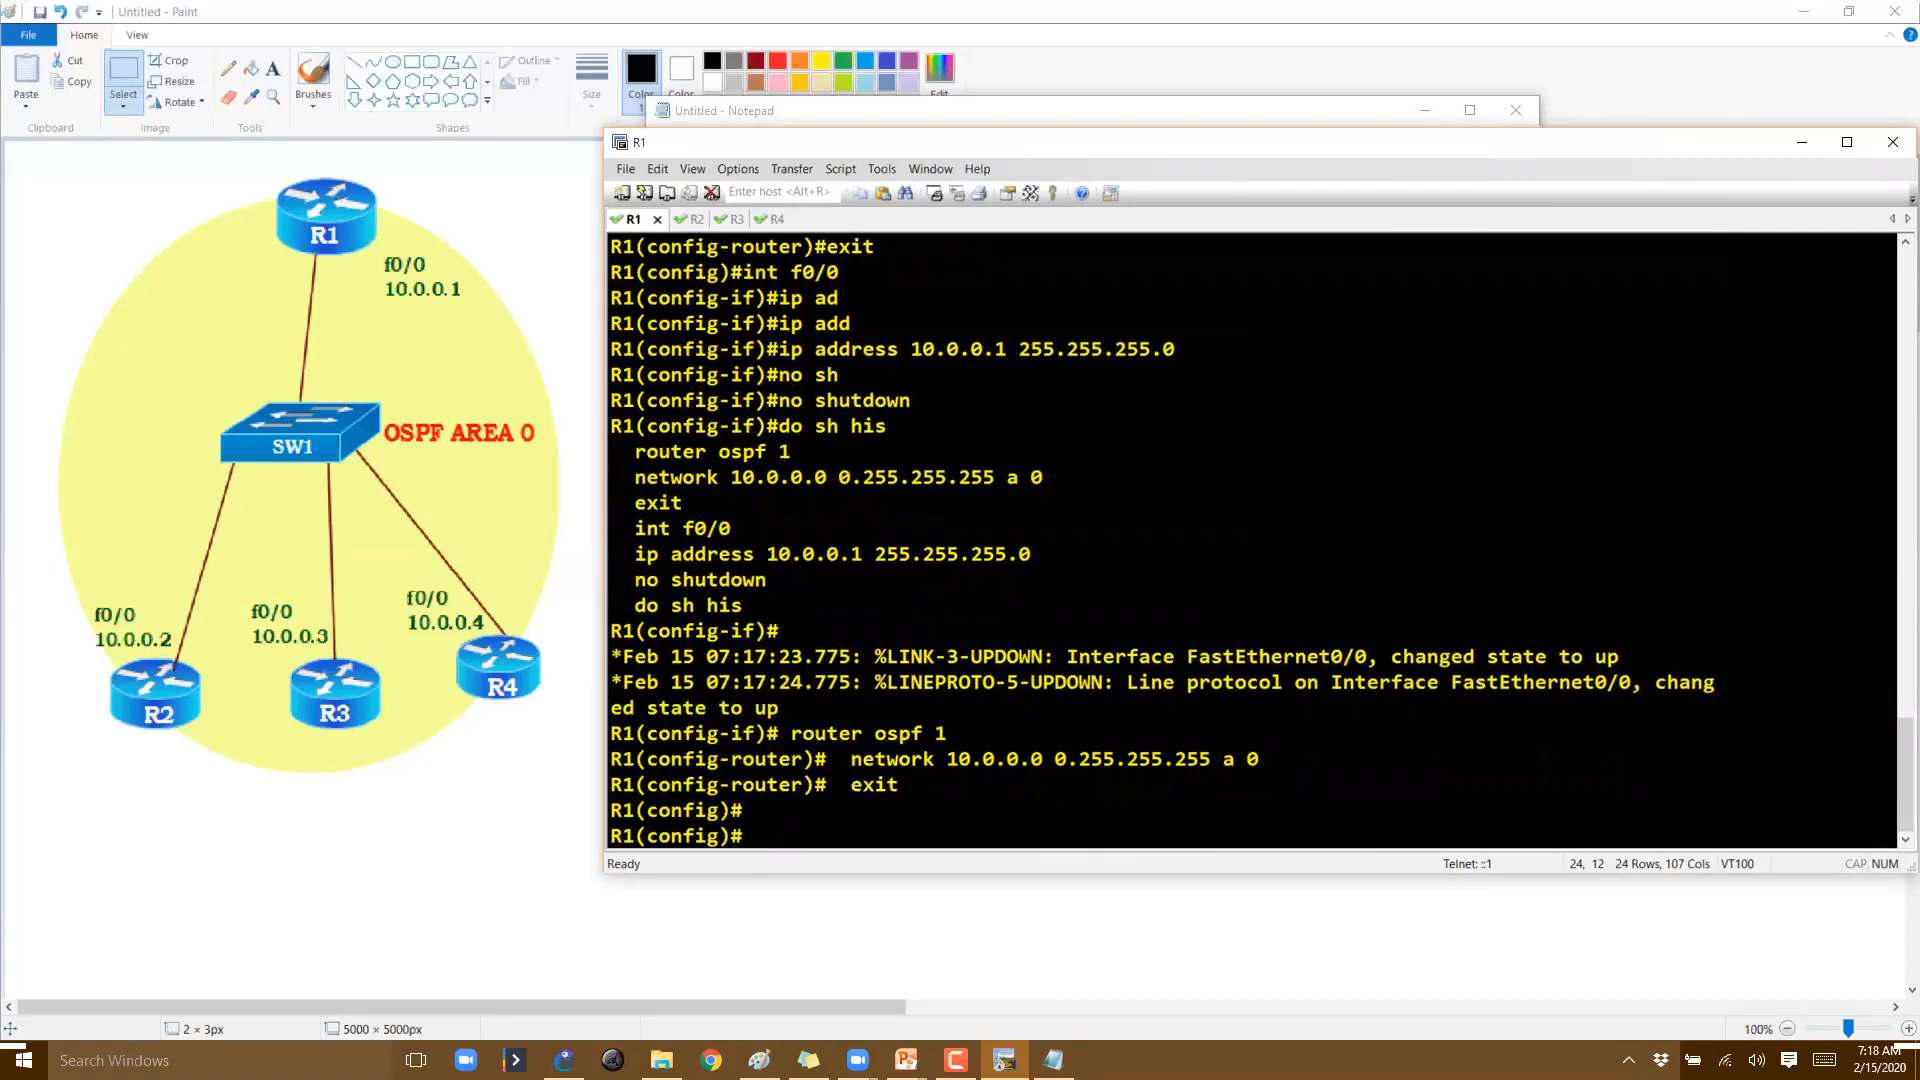 Untitled - Paint
File Home View
Paste
Cut
Copy
Clipboard
Select
Crop
Resize
Rotate
Image
Tools
Brushes
Shapes
Outline
Fill
Size
Color
1
Color
Edit
Untitled - Notepad
R1
File Edit View Options Transfer Script Tools Window Help
Enter host <Alt+R>
R1 R2 R3 R4
R1(config-router)#exit
R1(config)#int f0/0
R1(config-if)#ip ad
R1(config-if)#ip add
R1(config-if)#ip address 10.0.0.1 255.255.255.0
R1(config-if)#no sh
R1(config-if)#no shutdown
R1(config-if)#do sh his
router ospf 1
network 10.0.0.0 0.255.255.255 a 0
exit
int f0/0
ip address 10.0.0.1 255.255.255.0
no shutdown
do sh his
R1(config-if)#
*Feb 15 07:17:23.775: %LINK-3-UPDOWN: Interface FastEthernet0/0, changed state to up
*Feb 15 07:17:24.775: %LINEPROTO-5-UPDOWN: Line protocol on Interface FastEthernet0/0, chang
ed state to up
R1(config-if)# router ospf 1
R1(config-router)#  network 10.0.0.0 0.255.255.255 a 0
R1(config-router)#  exit
R1(config)#
R1(config)#
Ready
Telnet: ::1
24, 12
24 Rows, 107 Cols
VT100
CAP NUM
R1
f0/0
10.0.0.1
SW1
OSPF AREA 0
f0/0
10.0.0.2
f0/0
10.0.0.3
f0/0
10.0.0.4
R2
R3
R4
2 × 3px
5000 × 5000px
100%
Search Windows
7:18 AM
2/15/2020